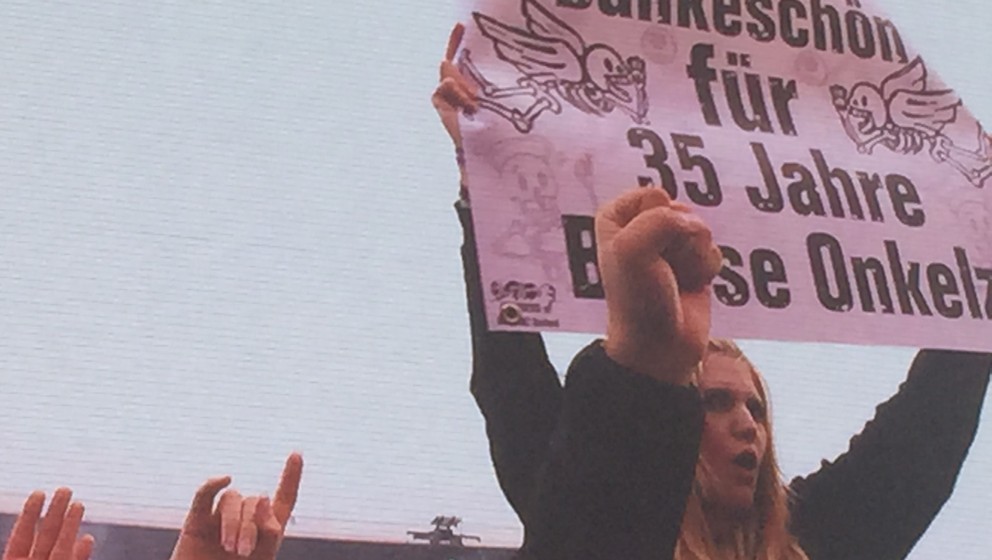 Dankeschön
für
35 Jahre
Onkelz